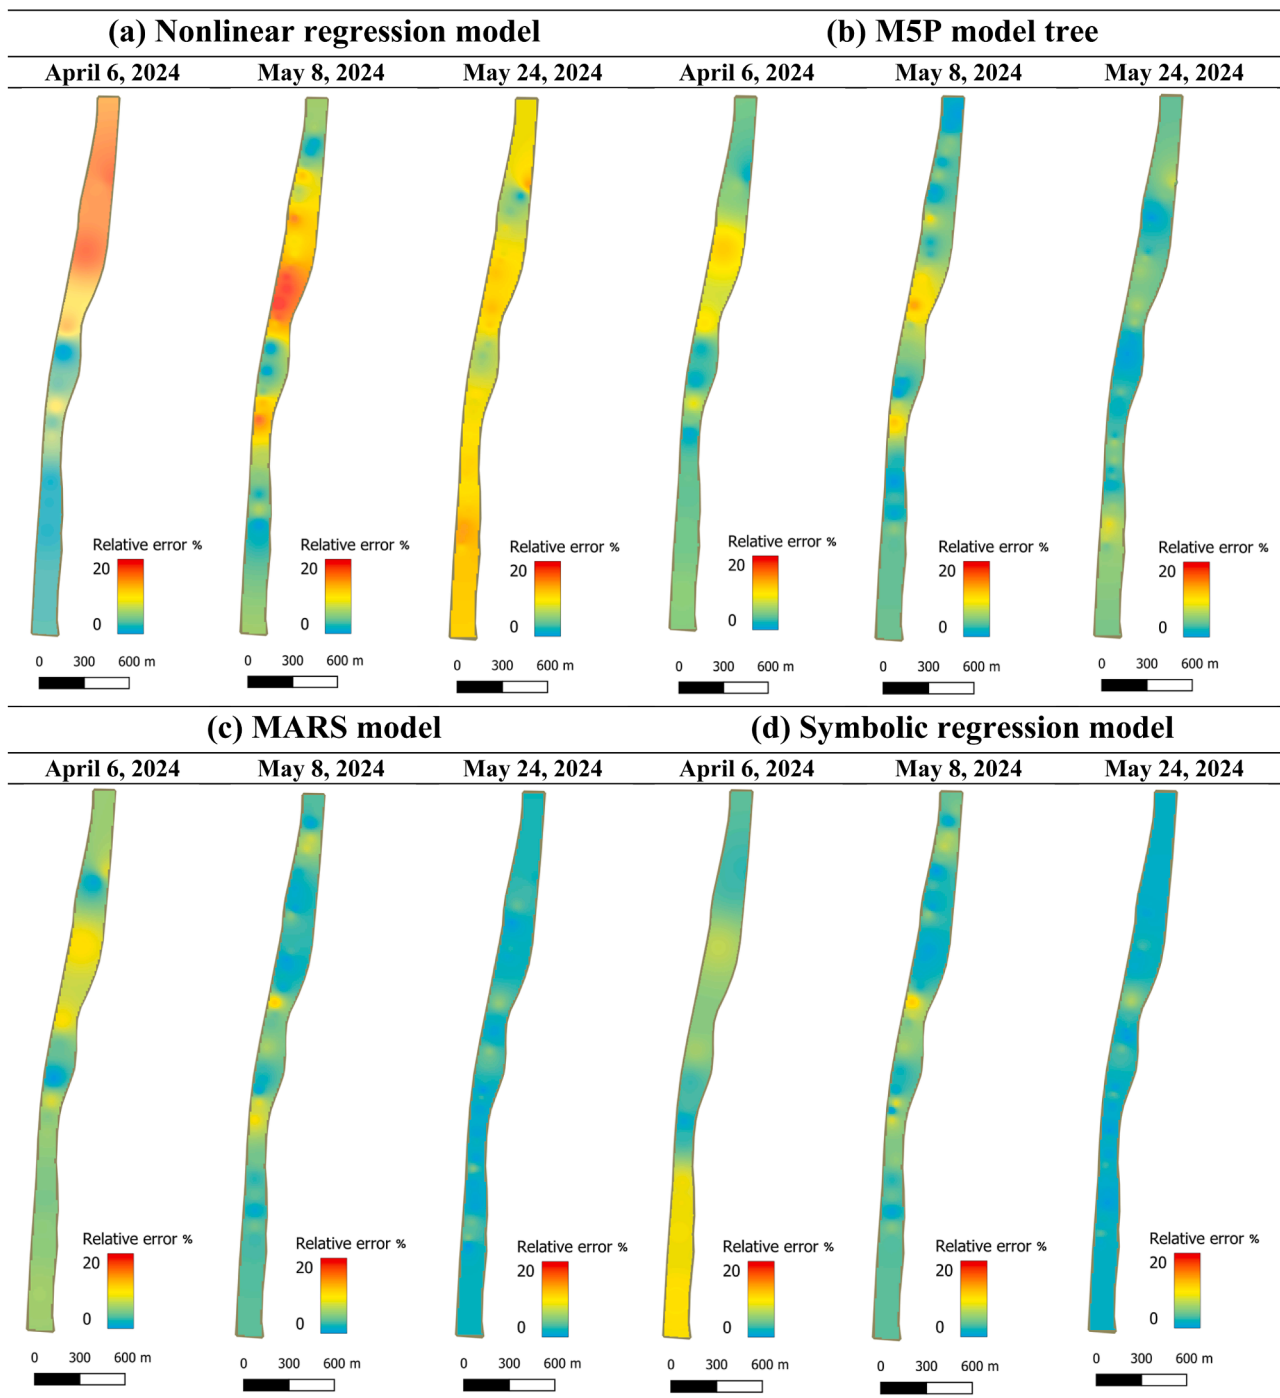 (a) Nonlinear regression model (b) M5P model tree
April 6, 2024 May 8, 2024 May 24, 2024 April 6, 2024 May 8, 2024 May 24, 2024
Relative error % Relative error % Relative error % Relative error % Relative error % Relative error %
20 20 20 20 20 20
0 0 0 0 0 0
0 300 600 m 0 300 600 m 0 300 600 m 0 300 600 m 0 300 600 m 0 300 600 m
(c) MARS model (d) Symbolic regression model
April 6, 2024 May 8, 2024 May 24, 2024 April 6, 2024 May 8, 2024 May 24, 2024
Relative error % Relative error % Relative error % Relative error % Relative error % Relative error %
20 20 20 20 20 20
0 0 0 0 0 0
0 300 600 m 0 300 600 m 0 300 600 m 0 300 600 m 0 300 600 m 0 300 600 m